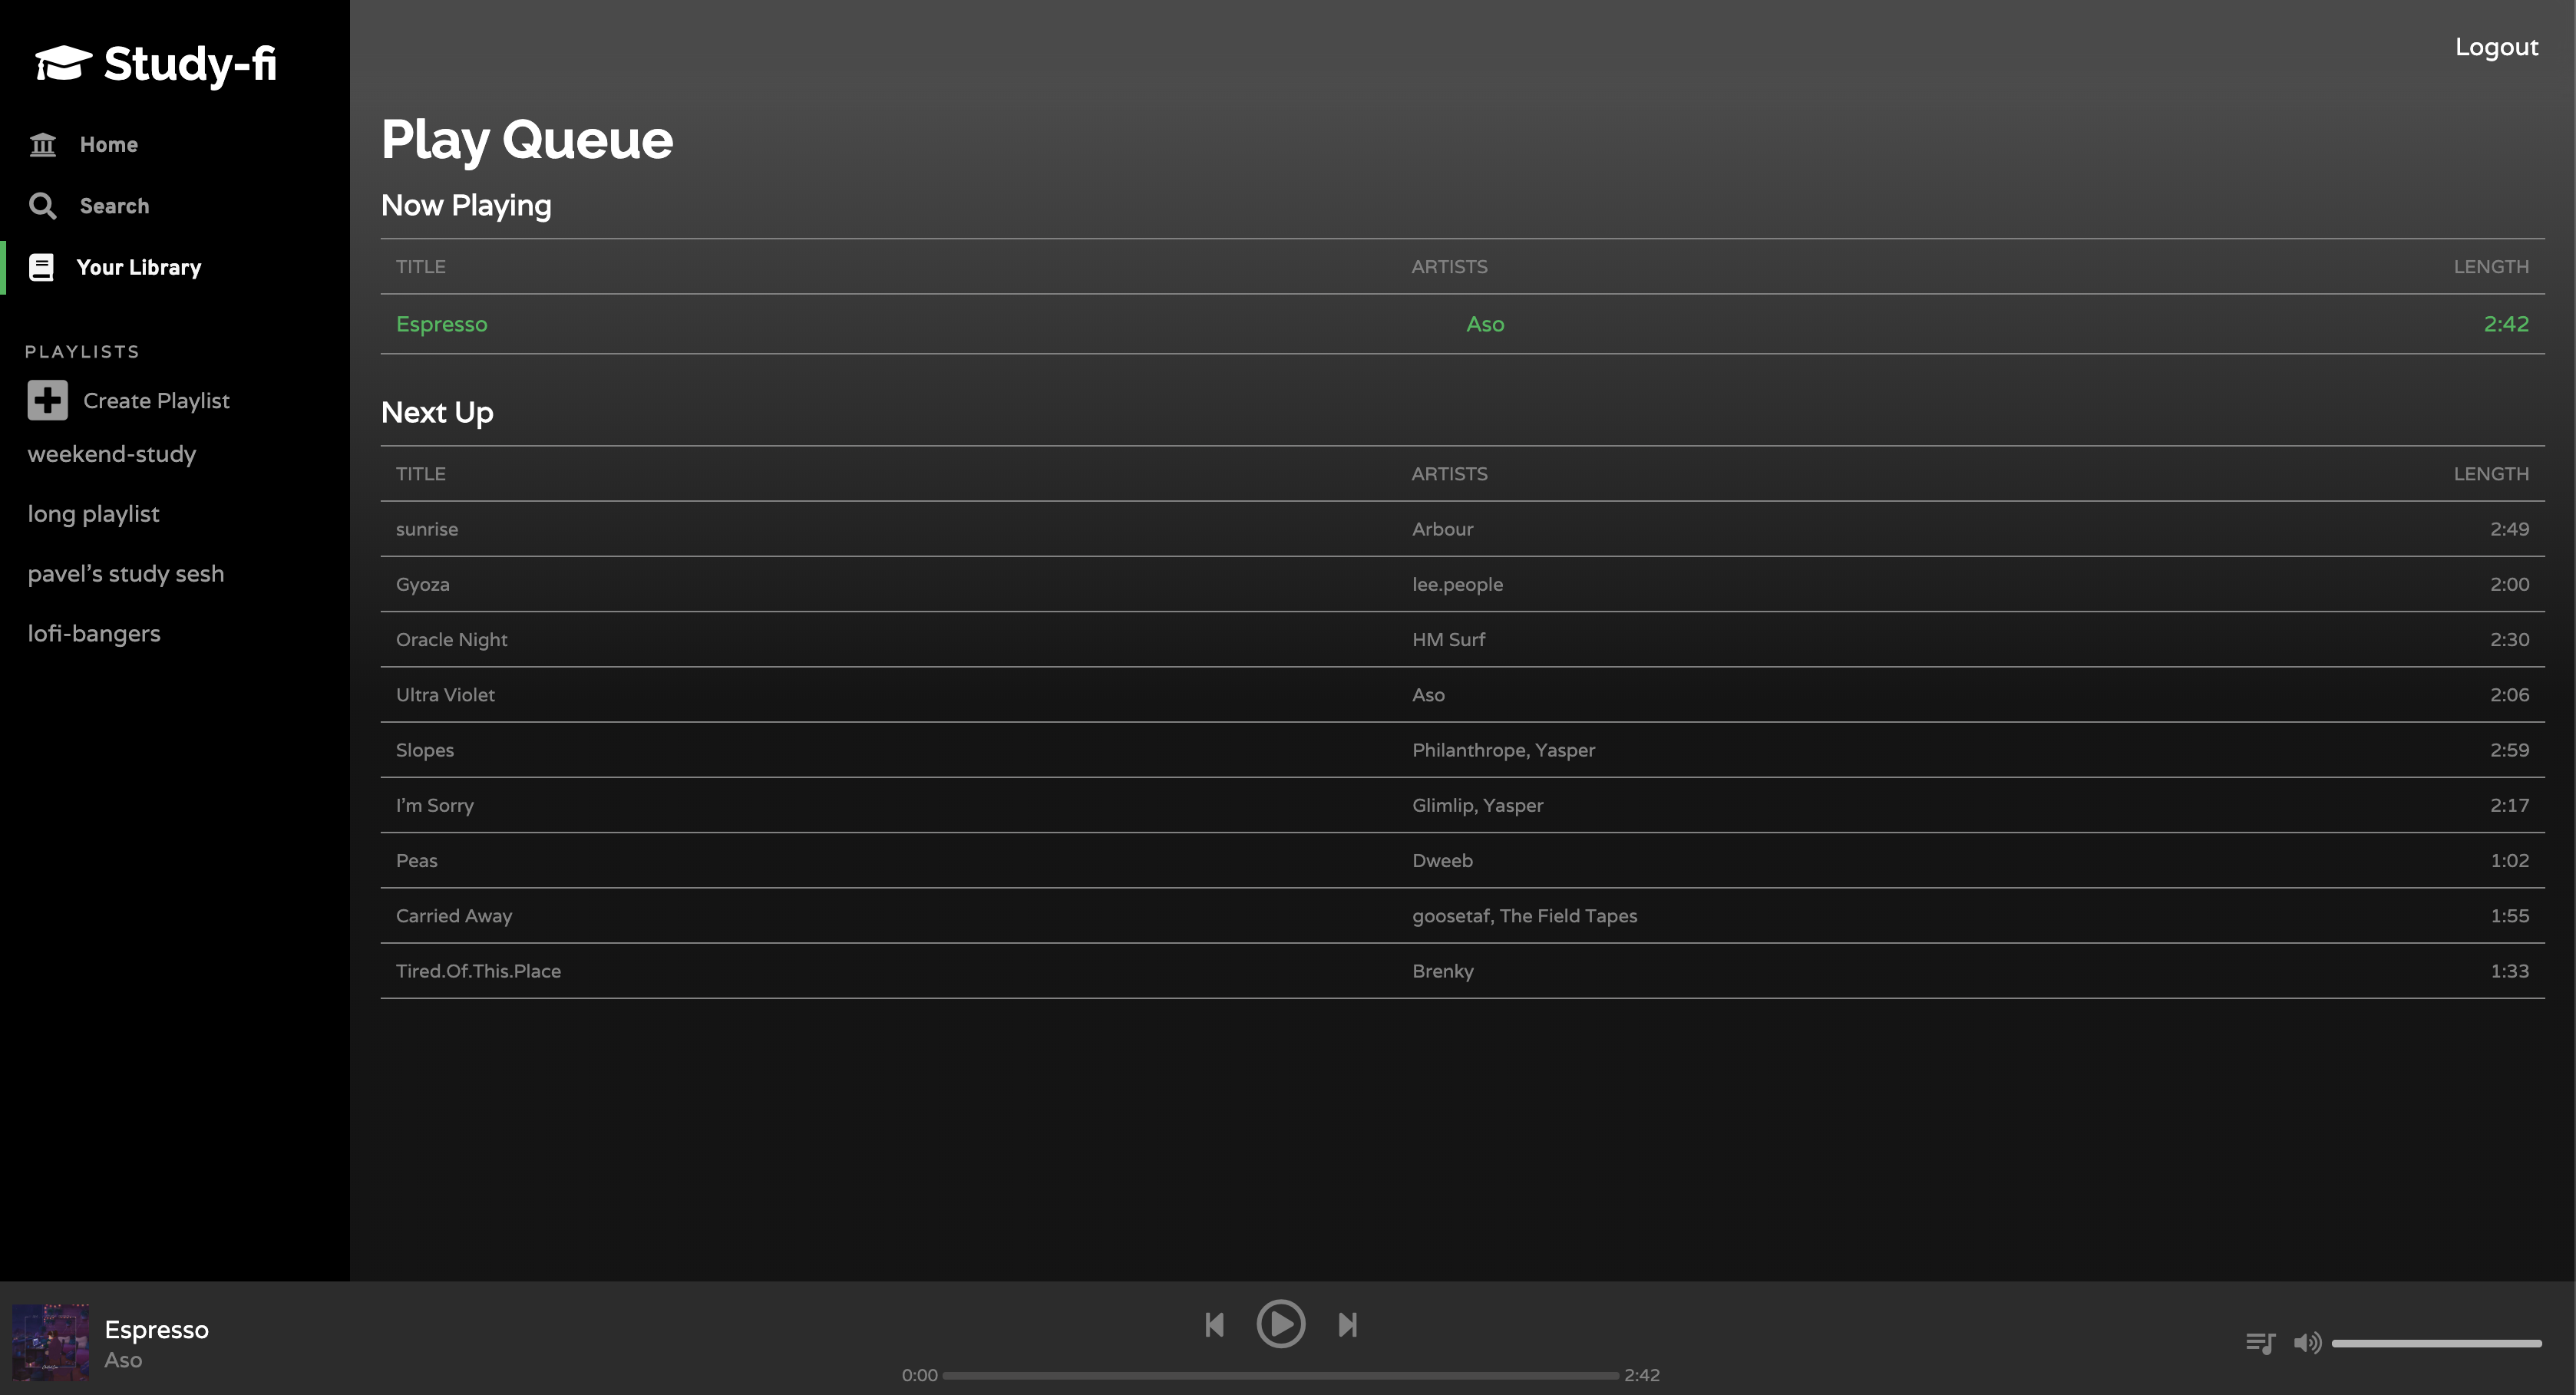 Study-fi
Logout
Home
Search
Your Library
PLAYLISTS
Create Playlist
weekend-study
long playlist
pavel's study sesh
lofi-bangers
Play Queue
Now Playing
TITLE ARTISTS LENGTH
Espresso Aso 2:42
Next Up
TITLE ARTISTS LENGTH
sunrise Arbour 2:49
Gyoza lee.people 2:00
Oracle Night HM Surf 2:30
Ultra Violet Aso 2:06
Slopes Philanthrope, Yasper 2:59
I'm Sorry Glimlip, Yasper 2:17
Peas Dweeb 1:02
Carried Away goosetaf, The Field Tapes 1:55
Tired.Of.This.Place Brenky 1:33
Espresso
Aso
0:00 2:42